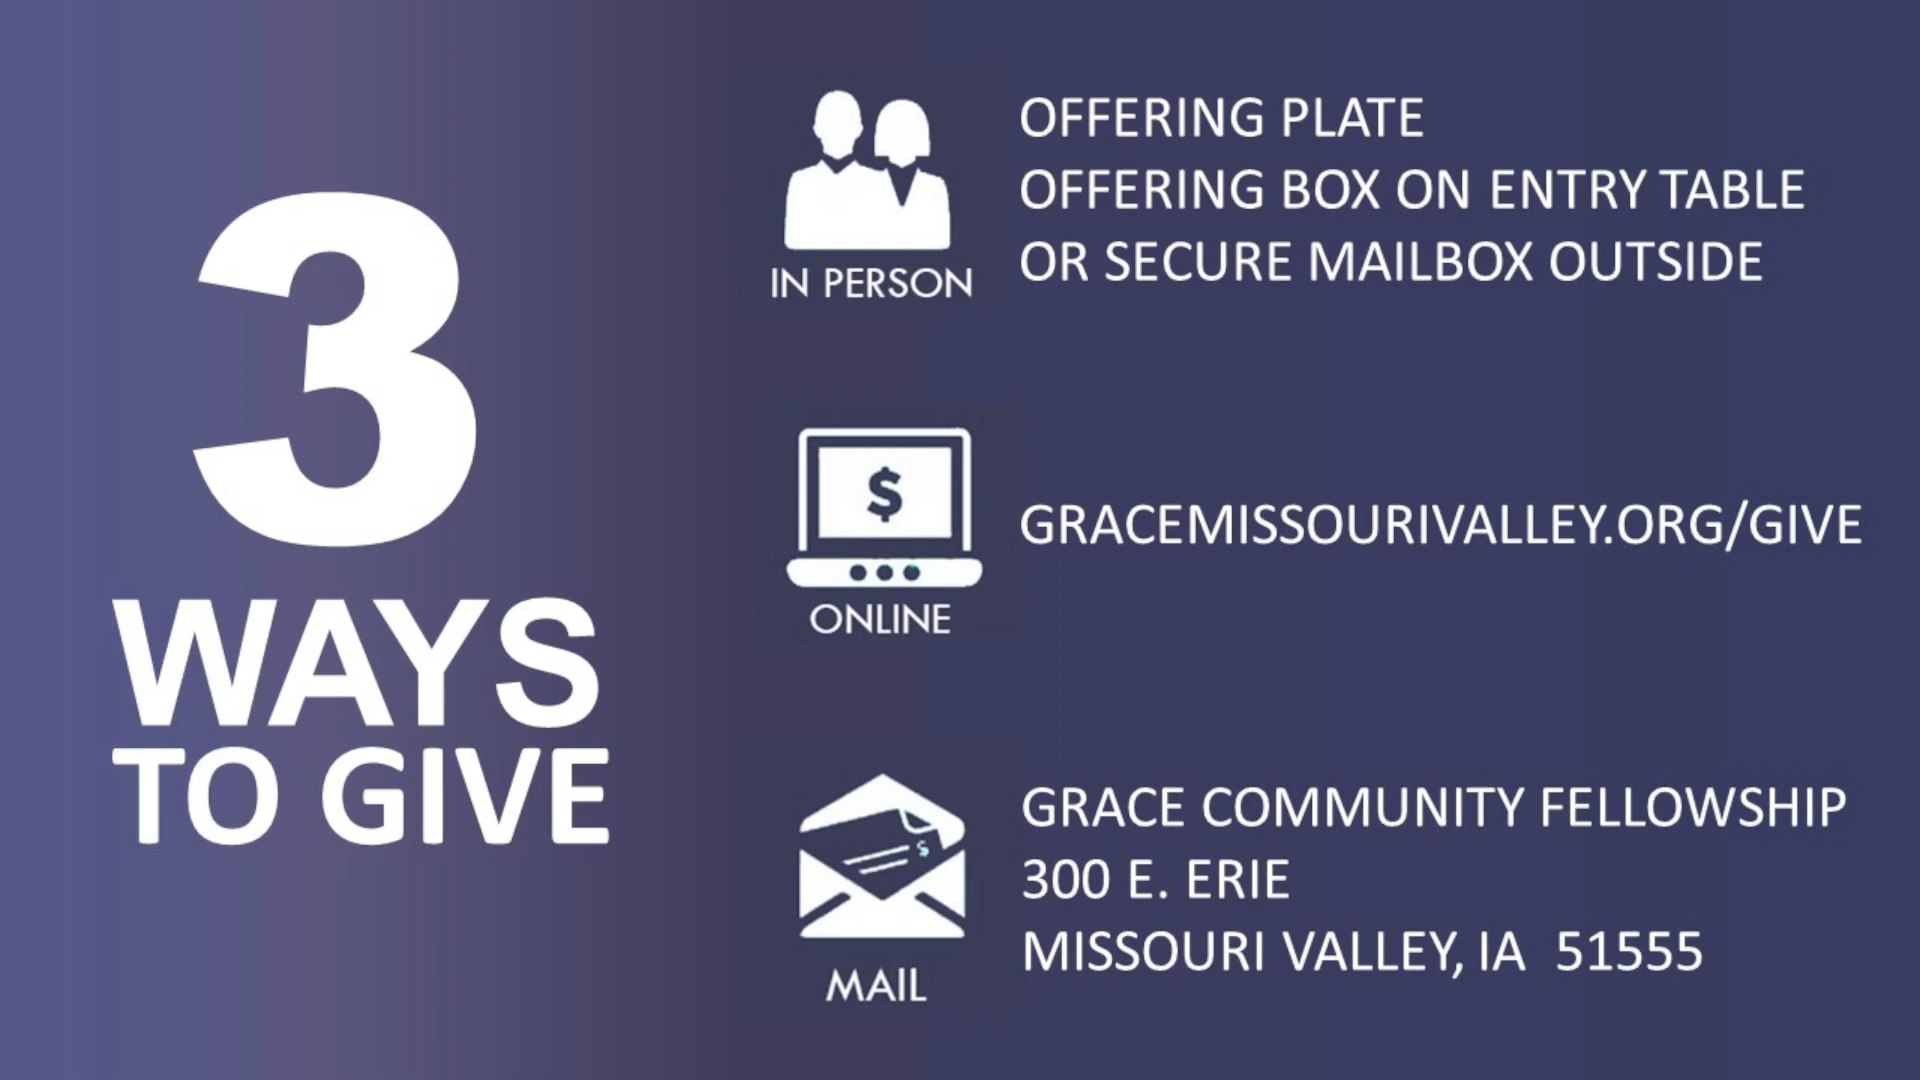 3
WAYS
TO GIVE
IN PERSON
OFFERING PLATE
OFFERING BOX ON ENTRY TABLE
OR SECURE MAILBOX OUTSIDE
$
ONLINE
GRACEMISSOURIVALLEY.ORG/GIVE
$
MAIL
GRACE COMMUNITY FELLOWSHIP
300 E. ERIE
MISSOURI VALLEY, IA  51555